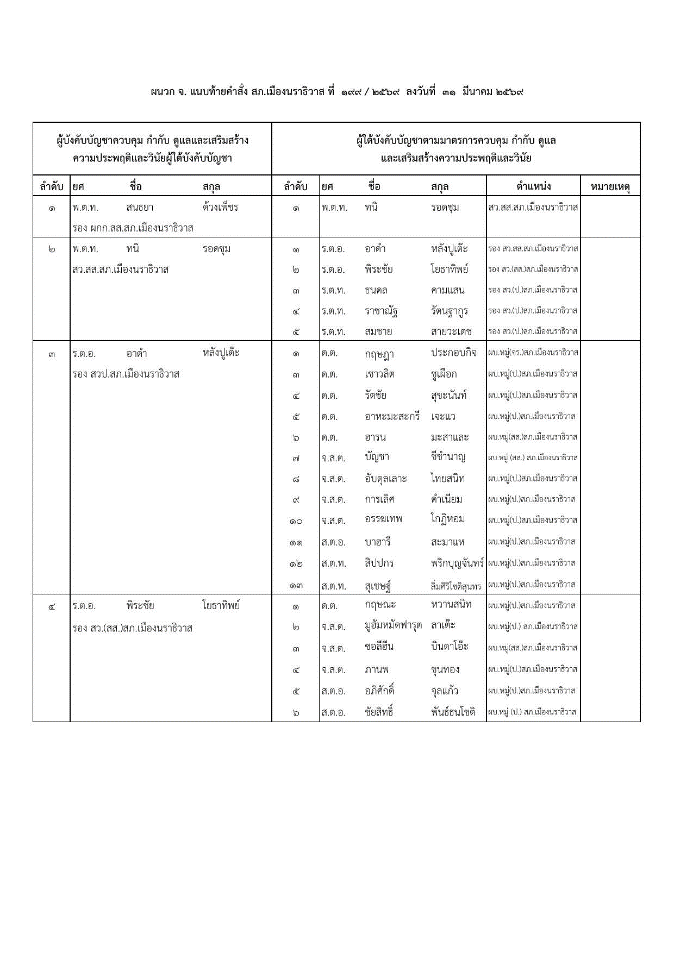 ผนวก จ. แนบท้ายคำสั่ง สภ.เมืองนราธิวาส ที่ ๑๙๙ / ๒๕๖๙ ลงวันที่ ๓๑ มีนาคม ๒๕๖๙
ผู้บังคับบัญชาควบคุม กำกับ ดูแลและเสริมสร้าง
ความประพฤติและวินัยผู้ใต้บังคับบัญชา
ผู้ใต้บังคับบัญชาตามมาตรการควบคุม กำกับ ดูแล
และเสริมสร้างความประพฤติและวินัย
ลำดับ ยศ ชื่อ สกุล ลำดับ ยศ ชื่อ สกุล ตำแหน่ง หมายเหตุ
๑ พ.ต.ท. สนธยา ด้วงเพ็ชร ๑ พ.ต.ท. ทนิ รอดชุม สว.สส.สภ.เมืองนราธิวาส
รอง ผกก.สส.สภ.เมืองนราธิวาส
๒ พ.ต.ท. ทนิ รอดชุม ๑ ร.ต.อ. อาดำ หลังปูเต๊ะ รอง สว.สส.สภ.เมืองนราธิวาส
สว.สส.สภ.เมืองนราธิวาส ๒ ร.ต.อ. พิระชัย โยธาทิพย์ รอง สว.(สส.)สภ.เมืองนราธิวาส
๓ ร.ต.ท. ธนดล คามแสน รอง สว.(ป.)สภ.เมืองนราธิวาส
๔ ร.ต.ท. ราชาณัฐ รัตนฐากูร รอง สว.(ป.)สภ.เมืองนราธิวาส
๕ ร.ต.ท. สมชาย สายวะเดช รอง สว.(ป.)สภ.เมืองนราธิวาส
๓ ร.ต.อ. อาดำ หลังปูเต๊ะ ๑ ด.ต. กฤษฎา ประกอบกิจ ผบ.หมู่(จร.)สภ.เมืองนราธิวาส
รอง สวป.สภ.เมืองนราธิวาส ๓ ด.ต. เชาวลิต ชูเผือก ผบ.หมู่(ป.)สภ.เมืองนราธิวาส
๔ ด.ต. รัตชัย สุขะนันท์ ผบ.หมู่(ป.)สภ.เมืองนราธิวาส
๕ ด.ต. อาหะมะสะกรี เจะแว ผบ.หมู่(ป.)สภ.เมืองนราธิวาส
๖ ด.ต. ฮารน มะสาและ ผบ.หมู่(สส.)สภ.เมืองนราธิวาส
๗ จ.ส.ต. บัญชา ชีชำนาญ ผบ.หมู่ (สส.) สภ.เมืองนราธิวาส
๘ จ.ส.ต. อับดุลเลาะ ไทยสนิท ผบ.หมู่(ป.)สภ.เมืองนราธิวาส
๙ จ.ส.ต. การเลิศ ดำเนียม ผบ.หมู่(ป.)สภ.เมืองนราธิวาส
๑๐ จ.ส.ต. อรรฆเทพ โกฏิหอม ผบ.หมู่(ป.)สภ.เมืองนราธิวาส
๑๑ ส.ต.อ. บาฮารี สะมาแห ผบ.หมู่(ป.)สภ.เมืองนราธิวาส
๑๒ ส.ต.ท. สิปปกร พริกบุญจันทร์ ผบ.หมู่(ป.)สภ.เมืองนราธิวาส
๑๓ ส.ต.ท. สุเชษฐ์ ลิ่มศิริโชติสุนทร ผบ.หมู่(ป.)สภ.เมืองนราธิวาส
๔ ร.ต.อ. พิระชัย โยธาทิพย์ ๑ ด.ต. กฤษณะ หวานสนิท ผบ.หมู่(ป.)สภ.เมืองนราธิวาส
รอง สว.(สส.)สภ.เมืองนราธิวาส ๒ จ.ส.ต. มูฮัมหมัดฟารุต ลาเต๊ะ ผบ.หมู่(ป.) สภ.เมืองนราธิวาส
๓ จ.ส.ต. ซอลีฮีน บินดาโอ๊ะ ผบ.หมู่(สส.)สภ.เมืองนราธิวาส
๔ จ.ส.ต. ภานพ ขุนทอง ผบ.หมู่(ป.)สภ.เมืองนราธิวาส
๕ ส.ต.อ. อภิศักดิ์ จุลแก้ว ผบ.หมู่(ป.)สภ.เมืองนราธิวาส
๖ ส.ต.อ. ชัยสิทธิ์ พันธ์ธนโชติ ผบ.หมู่ (ป.) สภ.เมืองนราธิวาส